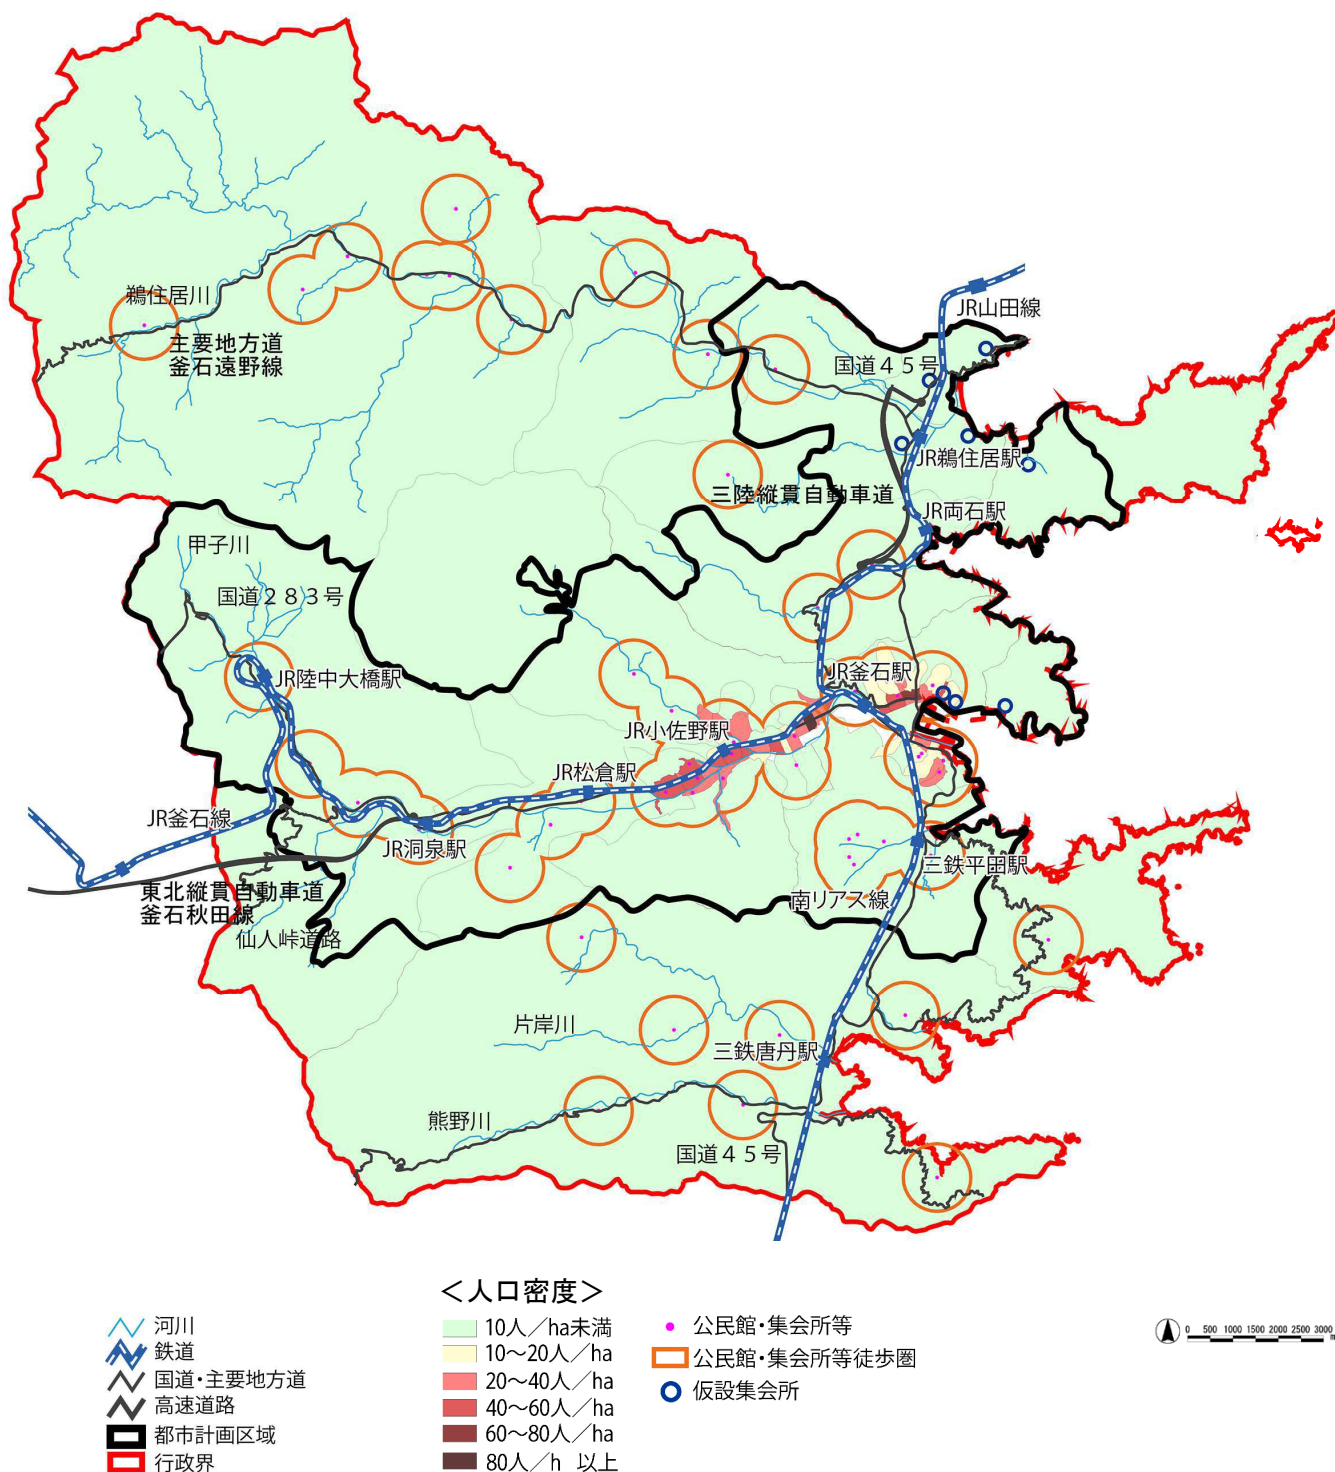 鵜住居川
主要地方道
釜石遠野線
JR山田線
国道４５号
JR鵜住居駅
三陸縦貫自動車道
JR両石駅
甲子川
国道２８３号
JR陸中大橋駅
JR釜石駅
JR小佐野駅
JR松倉駅
JR釜石線
JR洞泉駅
三鉄平田駅
東北縦貫自動車道
釜石秋田線
南リアス線
仙人峠道路
片岸川
三鉄唐丹駅
熊野川
国道４５号
＜人口密度＞
河川
鉄道
国道・主要地方道
高速道路
都市計画区域
行政界
10人／ha未満
10～20人／ha
20～40人／ha
40～60人／ha
60～80人／ha
80人／h 以上
公民館・集会所等
公民館・集会所等徒歩圏
仮設集会所
0 500 1000 1500 2000 2500 3000
m